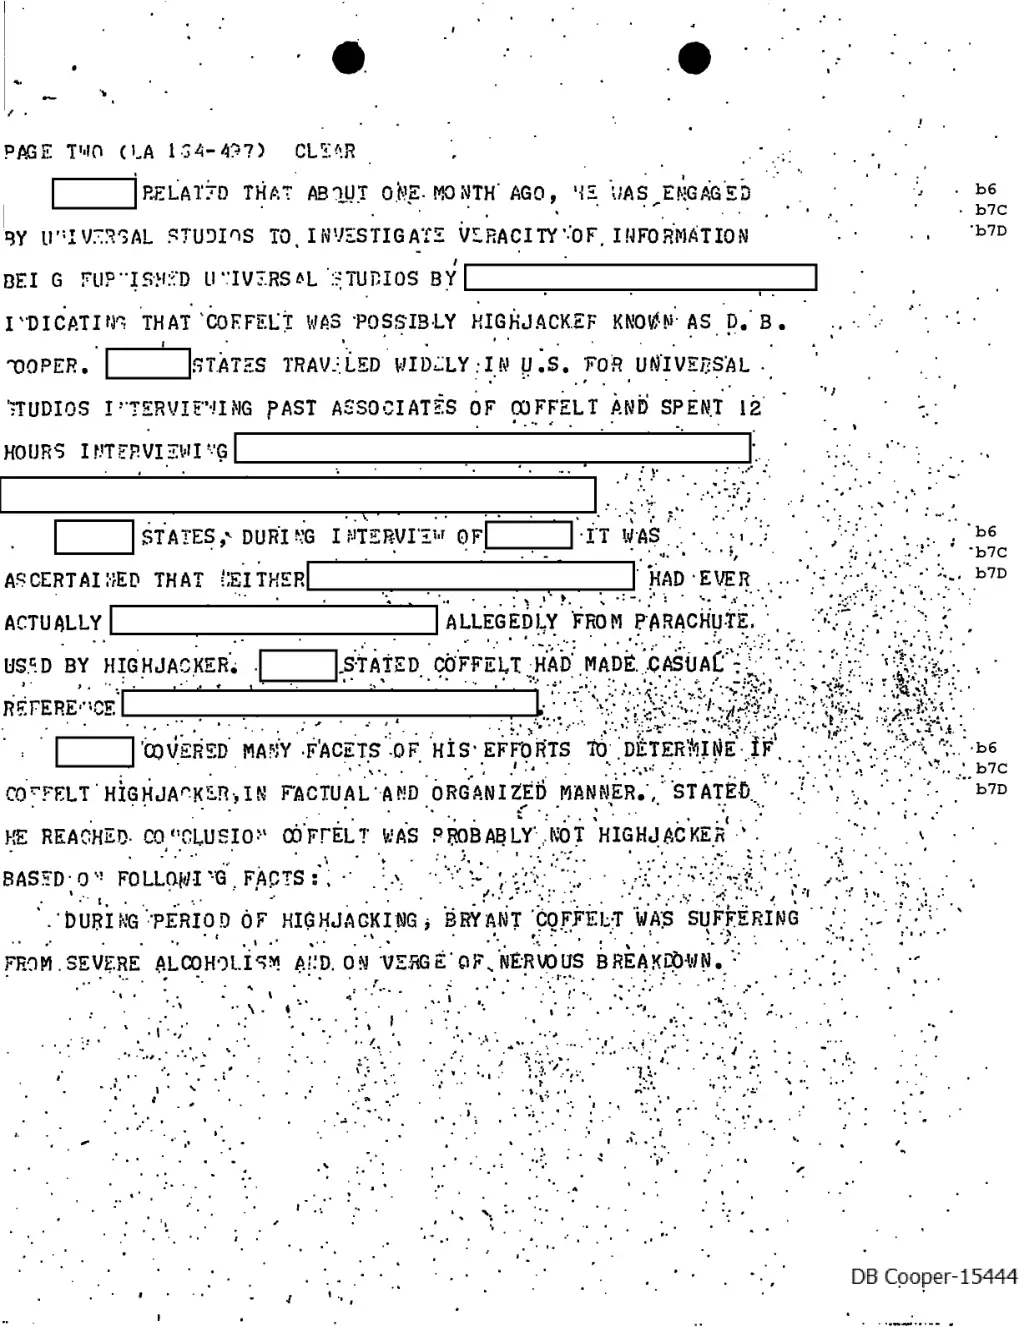 PAGE TWO (LA 164-497) CLEAR
RELATED THAT ABOUT ONE MONTH AGO, HE WAS ENGAGED b6
b7C
BY UNIVERSAL STUDIOS TO INVESTIGATE VERACITY OF INFORMATION b7D
BEING FURNISHED UNIVERSAL STUDIOS BY
INDICATING THAT COFFELT WAS POSSIBLY HIGHJACKER KNOWN AS D. B.
COOPER. STATES TRAVELED WIDELY IN U.S. FOR UNIVERSAL
STUDIOS INTERVIEWING PAST ASSOCIATES OF COFFELT AND SPENT 12
HOURS INTERVIEWING
STATES, DURING INTERVIEW OF IT WAS b6
b7C
ASCERTAINED THAT NEITHER HAD EVER b7D
ACTUALLY ALLEGEDLY FROM PARACHUTE
USED BY HIGHJACKER. STATED COFFELT HAD MADE CASUAL
REFERENCE .
COVERED MANY FACETS OF HIS EFFORTS TO DETERMINE IF b6
b7C
COFFELT HIGHJACKER, IN FACTUAL AND ORGANIZED MANNER. STATED b7D
HE REACHED CONCLUSION COFFELT WAS PROBABLY NOT HIGHJACKER
BASED ON FOLLOWING FACTS:
DURING PERIOD OF HIGHJACKING, BRYANT COFFELT WAS SUFFERING
FROM SEVERE ALCOHOLISM AND ON VERGE OF NERVOUS BREAKDOWN.
DB Cooper-15444